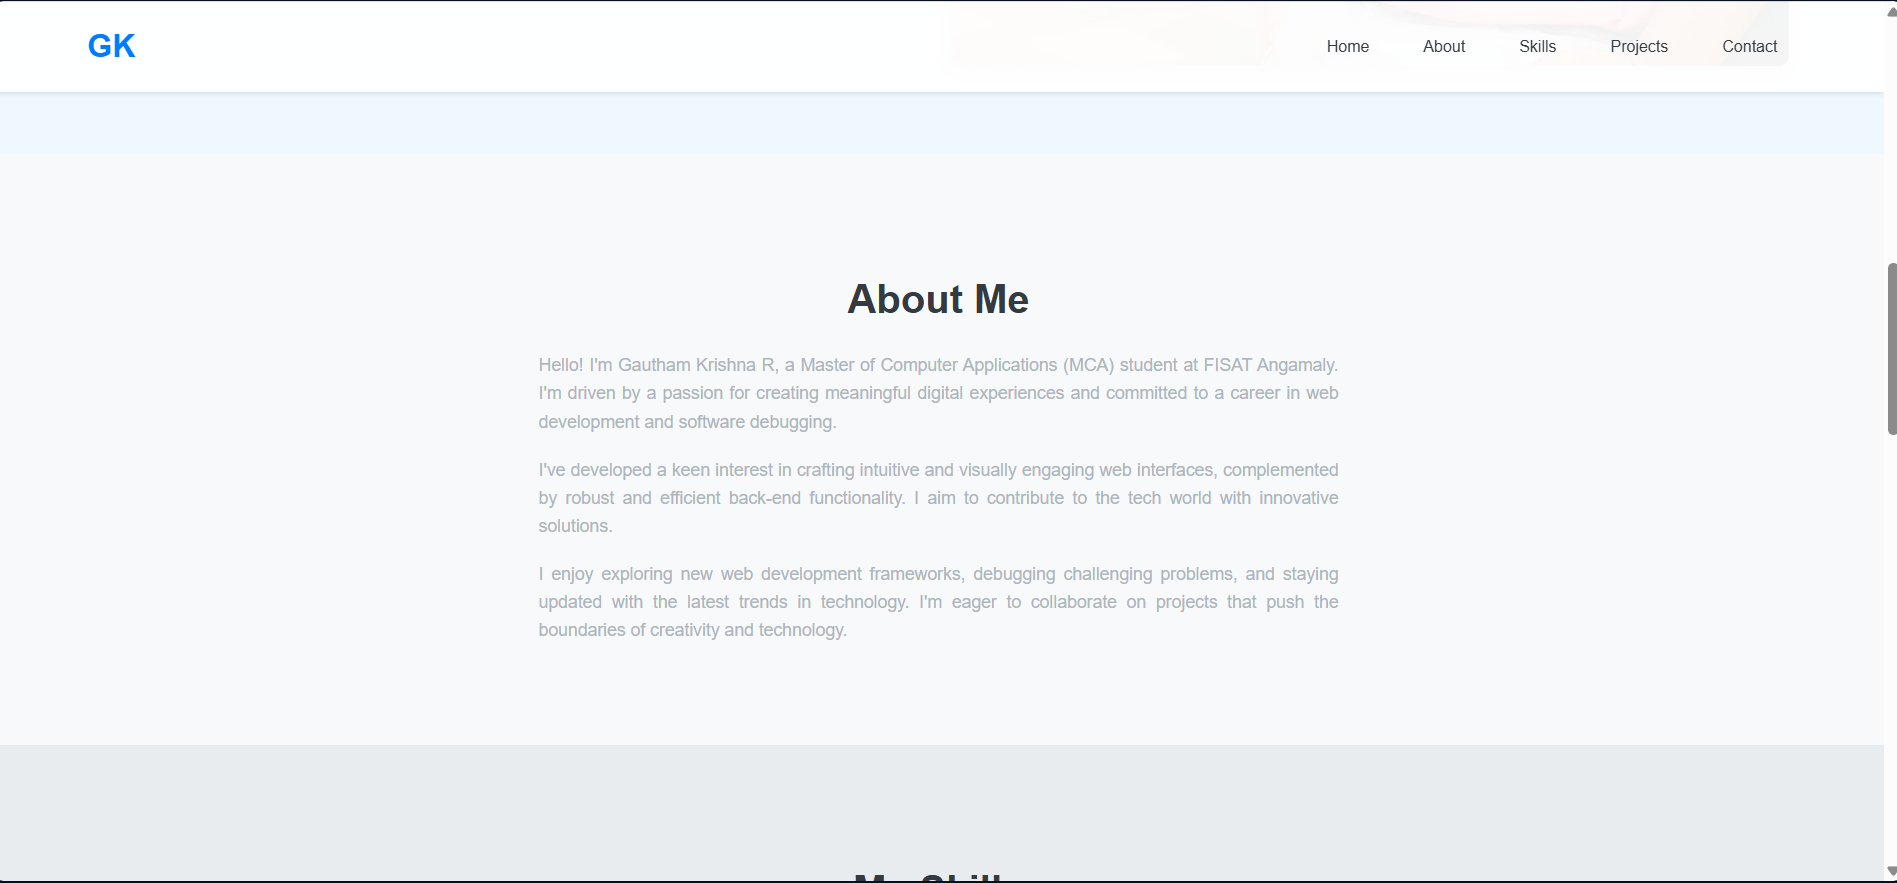 GK
Home
About
Skills
Projects
Contact
About Me
Hello! I'm Gautham Krishna R, a Master of Computer Applications (MCA) student at FISAT Angamaly.
I'm driven by a passion for creating meaningful digital experiences and committed to a career in web
development and software debugging.
I've developed a keen interest in crafting intuitive and visually engaging web interfaces, complemented
by robust and efficient back-end functionality. I aim to contribute to the tech world with innovative
solutions.
I enjoy exploring new web development frameworks, debugging challenging problems, and staying
updated with the latest trends in technology. I'm eager to collaborate on projects that push the
boundaries of creativity and technology.